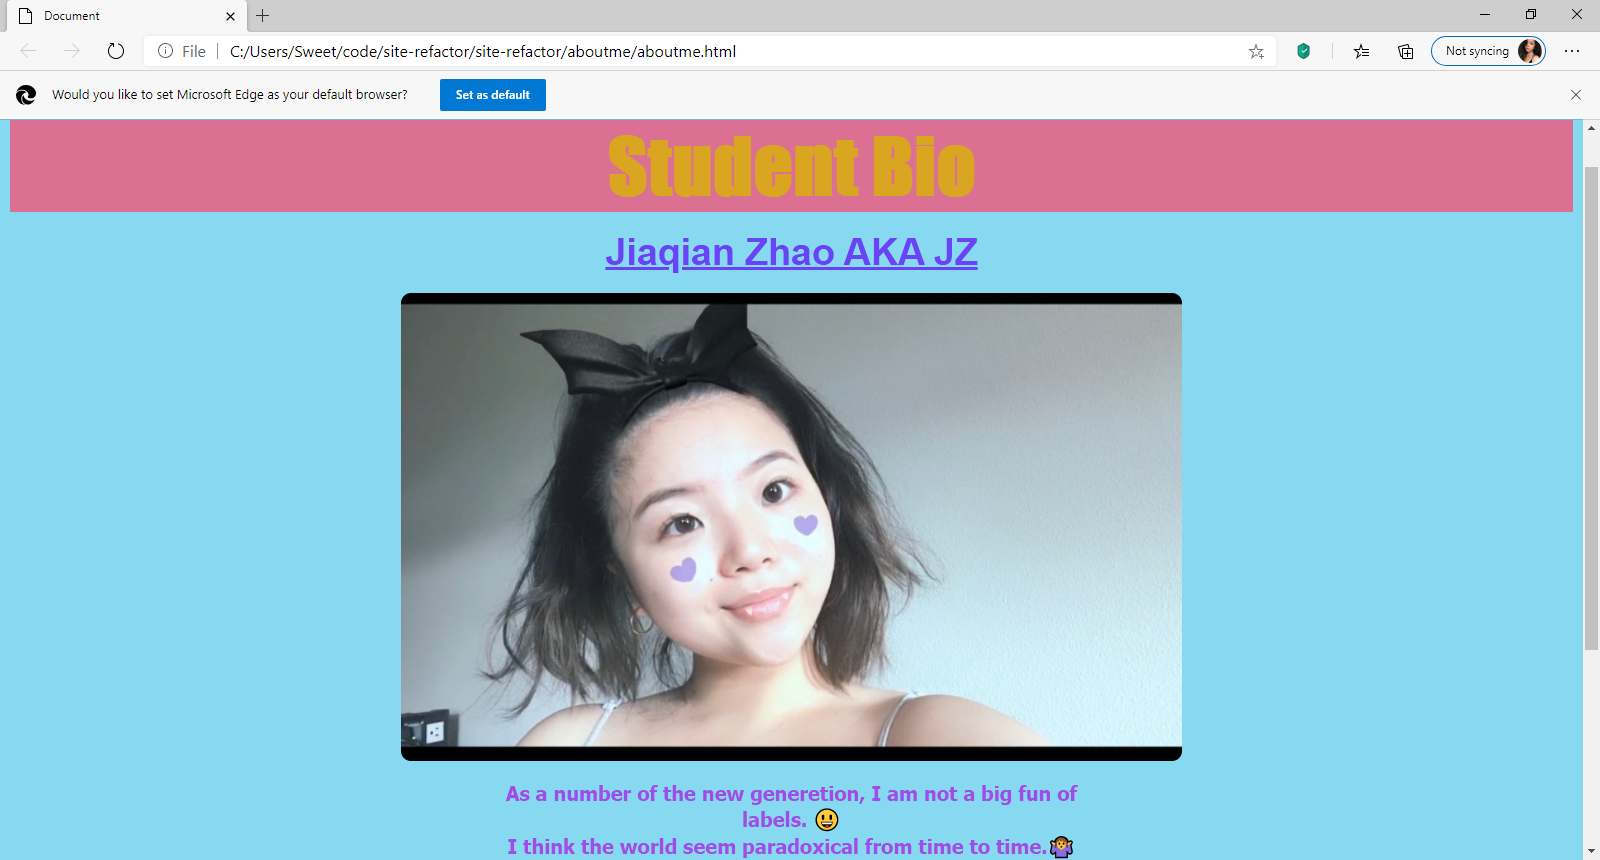 Document
File
C:/Users/Sweet/code/site-refactor/site-refactor/aboutme/aboutme.html
Not syncing
Would you like to set Microsoft Edge as your default browser?
Set as default
Student Bio
Jiaqian Zhao AKA JZ
As a number of the new generetion, I am not a big fun of
labels. 😃
I think the world seem paradoxical from time to time.🤷‍♀️